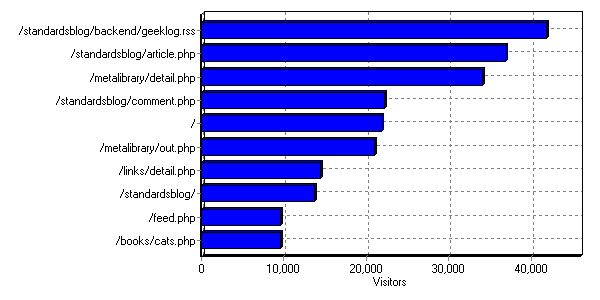 /standardsblog/backend/geeklog.rss
/standardsblog/article.php
/metalibrary/detail.php
/standardsblog/comment.php
/
/metalibrary/out.php
/links/detail.php
/standardsblog/
/feed.php
/books/cats.php
0 10,000 20,000 30,000 40,000
Visitors